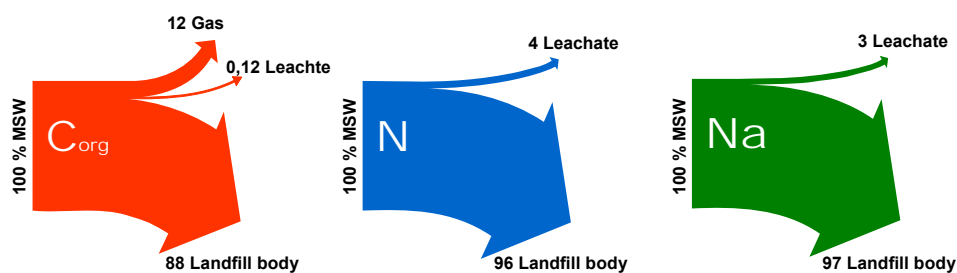 12 Gas
0,12 Leachte
100 % MSW
Corg
88 Landfill body
4 Leachate
100 % MSW
N
96 Landfill body
3 Leachate
100 % MSW
Na
97 Landfill body